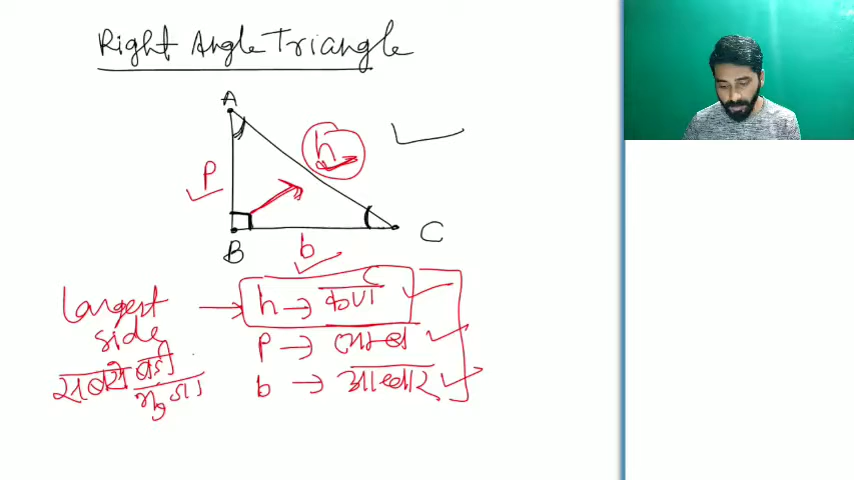 Right Angle Triangle
A
h
p
B
b
C
Largest side
h → कर्ण
p → लम्ब
b → आधार
सबसे बड़ी भुजा